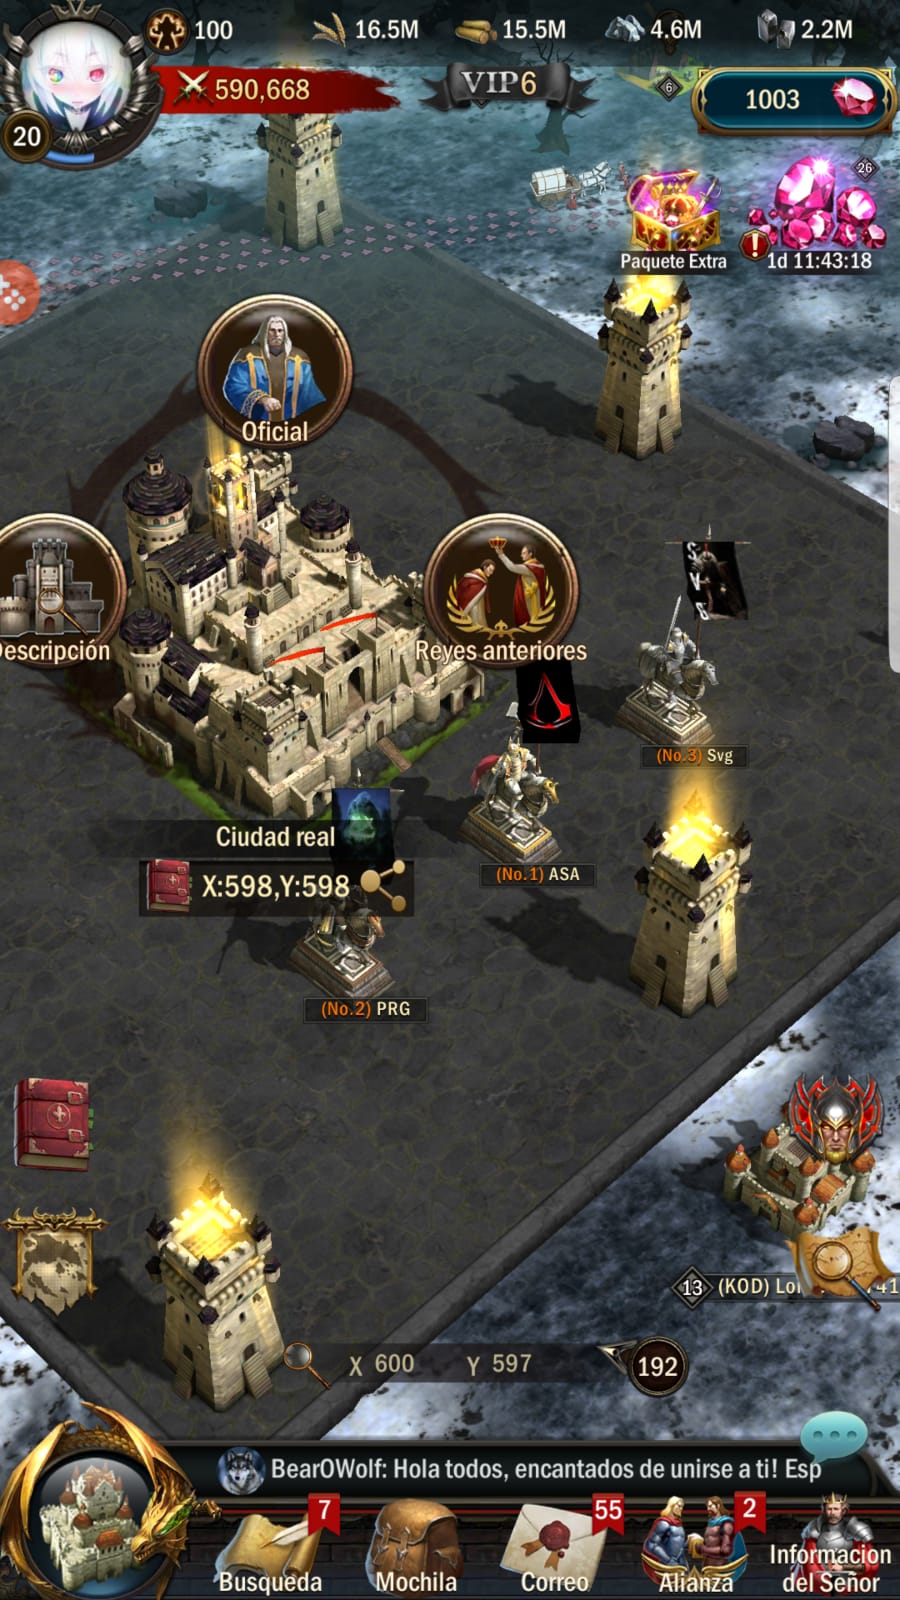 100
16.5M
15.5M
4.6M
2.2M
590,668
VIP6
6
1003
20
26
Paquete Extra
1d 11:43:18
Oficial
Descripción
Reyes anteriores
(No.3) Svg
Ciudad real
X:598,Y:598
(No.1) ASA
(No.2) PRG
13
(KOD)
X 600 Y 597
192
BearOWolf: Hola todos, encantados de unirse a ti! Esp
7
55
2
Busqueda
Mochila
Correo
Alianza
Informacion
del Señor